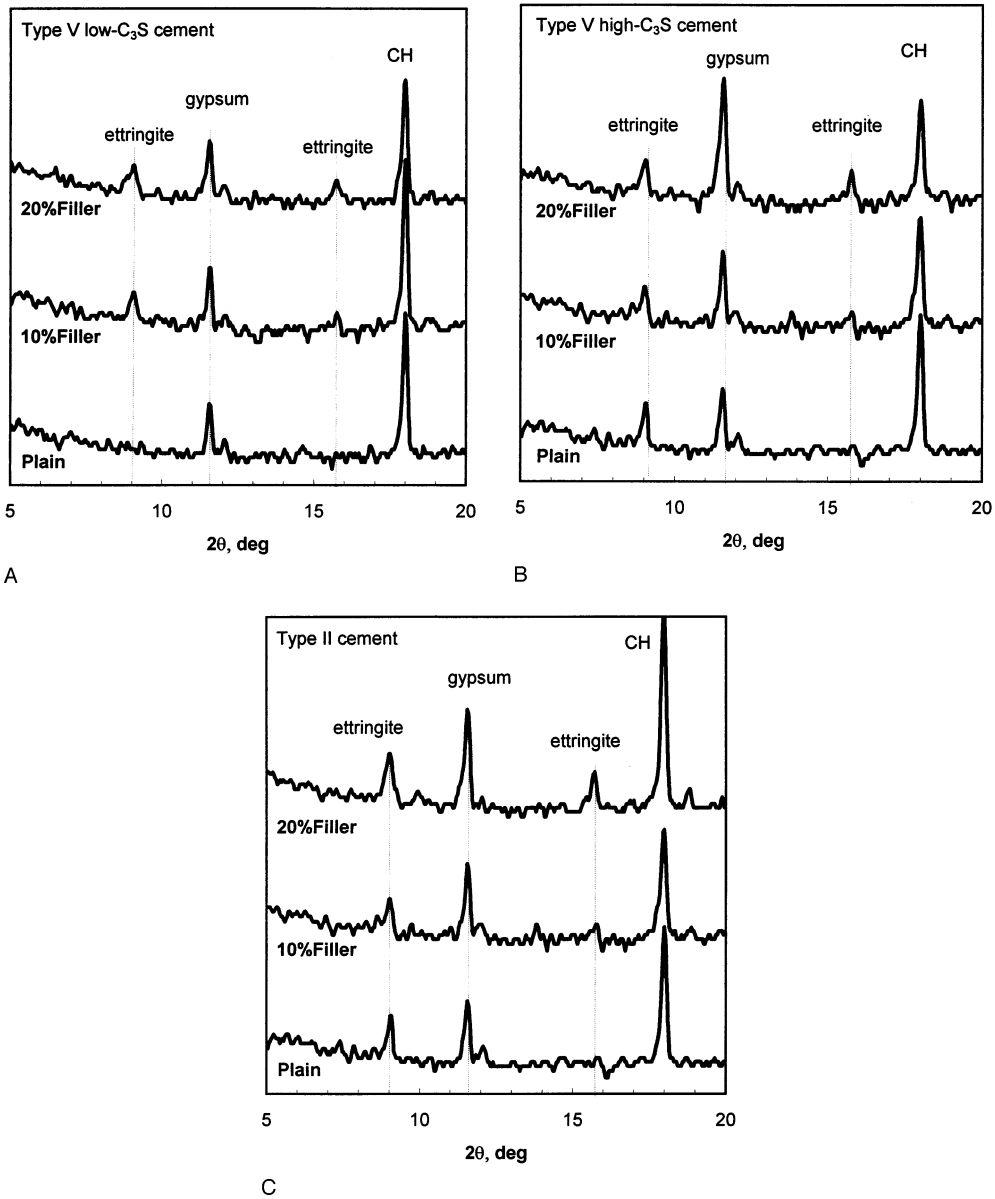 Type V low-C₃S cement
CH
gypsum
ettringite
ettringite
20%Filler
10%Filler
Plain
5 10 15 20
2θ, deg
A
Type V high-C₃S cement
CH
gypsum
ettringite
ettringite
20%Filler
10%Filler
Plain
5 10 15 20
2θ, deg
B
Type II cement
CH
gypsum
ettringite
ettringite
20%Filler
10%Filler
Plain
5 10 15 20
2θ, deg
C